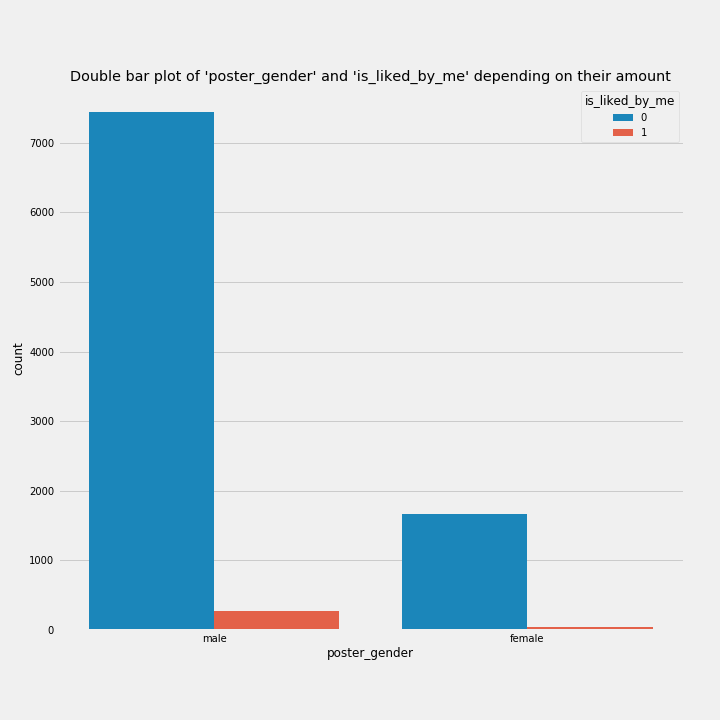 Double bar plot of 'poster_gender' and 'is_liked_by_me' depending on their amount
is_liked_by_me
0
1
7000
6000
5000
4000
3000
2000
1000
0
count
male
female
poster_gender